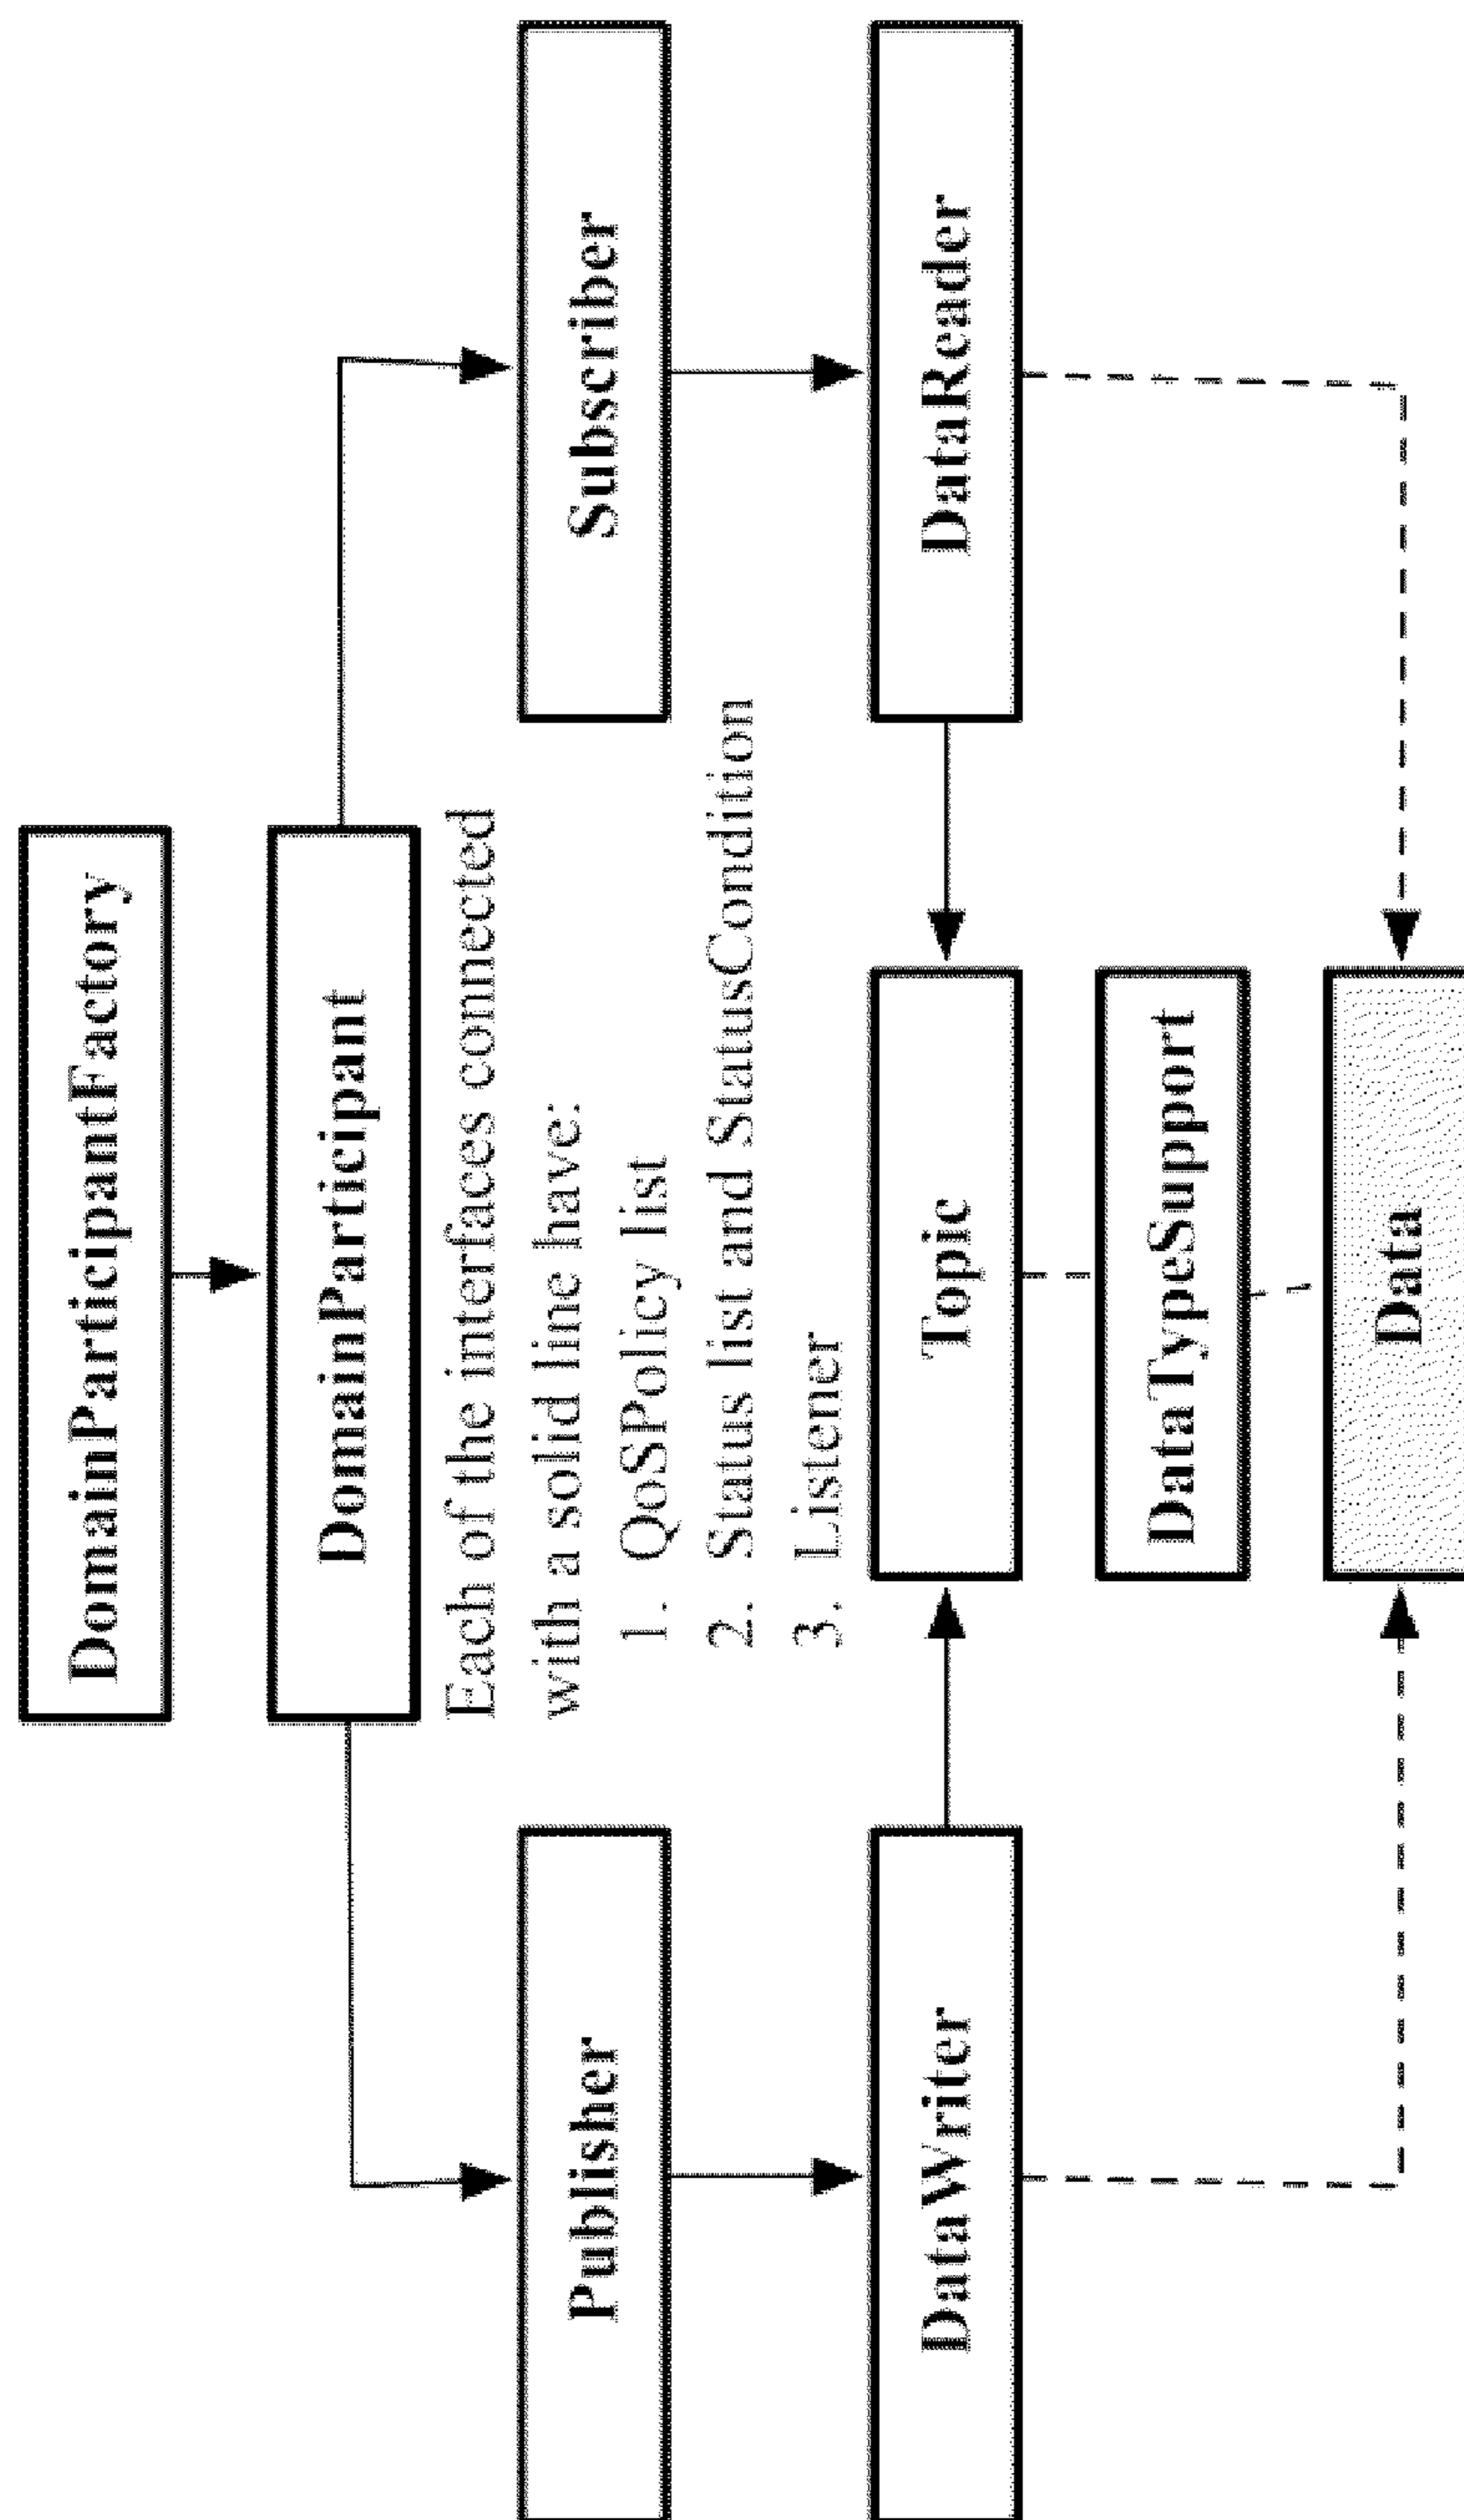 DomainParticipantFactory
DomainParticipant
Each of the interfaces connected
with a solid line have:
1. QoSPolicy list
2. Status list and StatusCondition
3. Listener
Publisher
Subscriber
DataWriter
Topic
DataReader
DataTypeSupport
Data